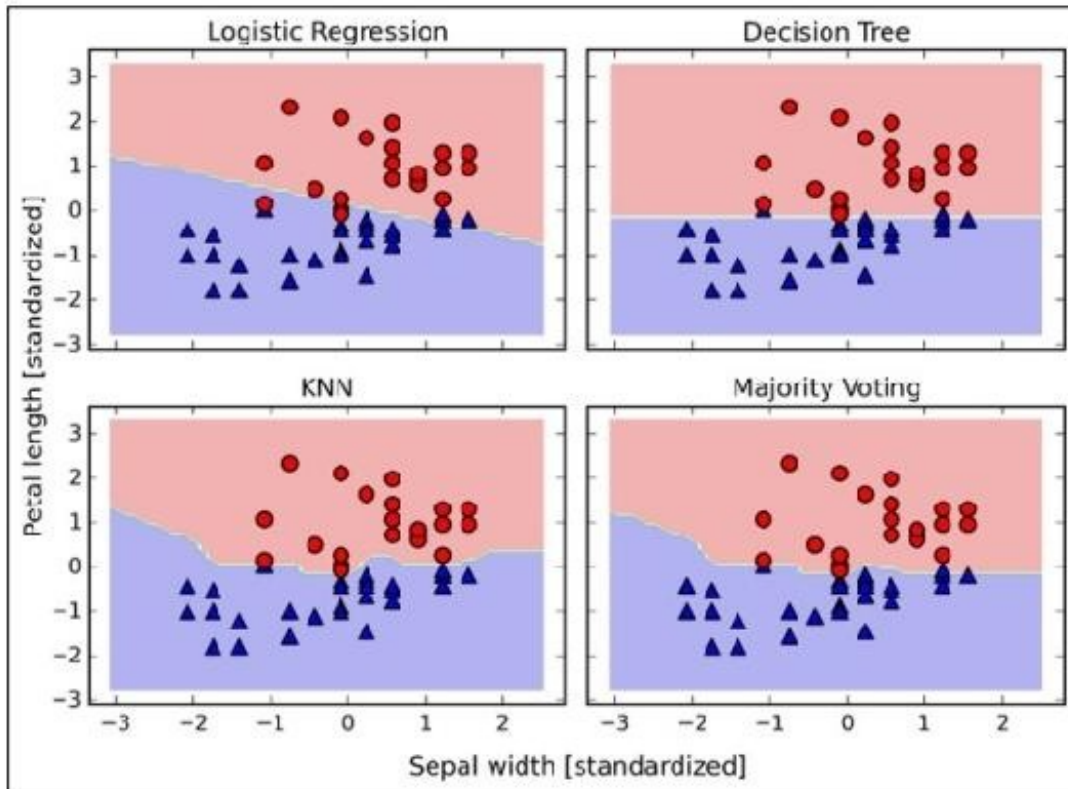 Logistic Regression
Decision Tree
3
2
1
0
−1
−2
−3
KNN
Majority Voting
3
2
1
0
−1
−2
−3
−3 −2 −1 0 1 2
−3 −2 −1 0 1 2
Petal length [standardized]
Sepal width [standardized]